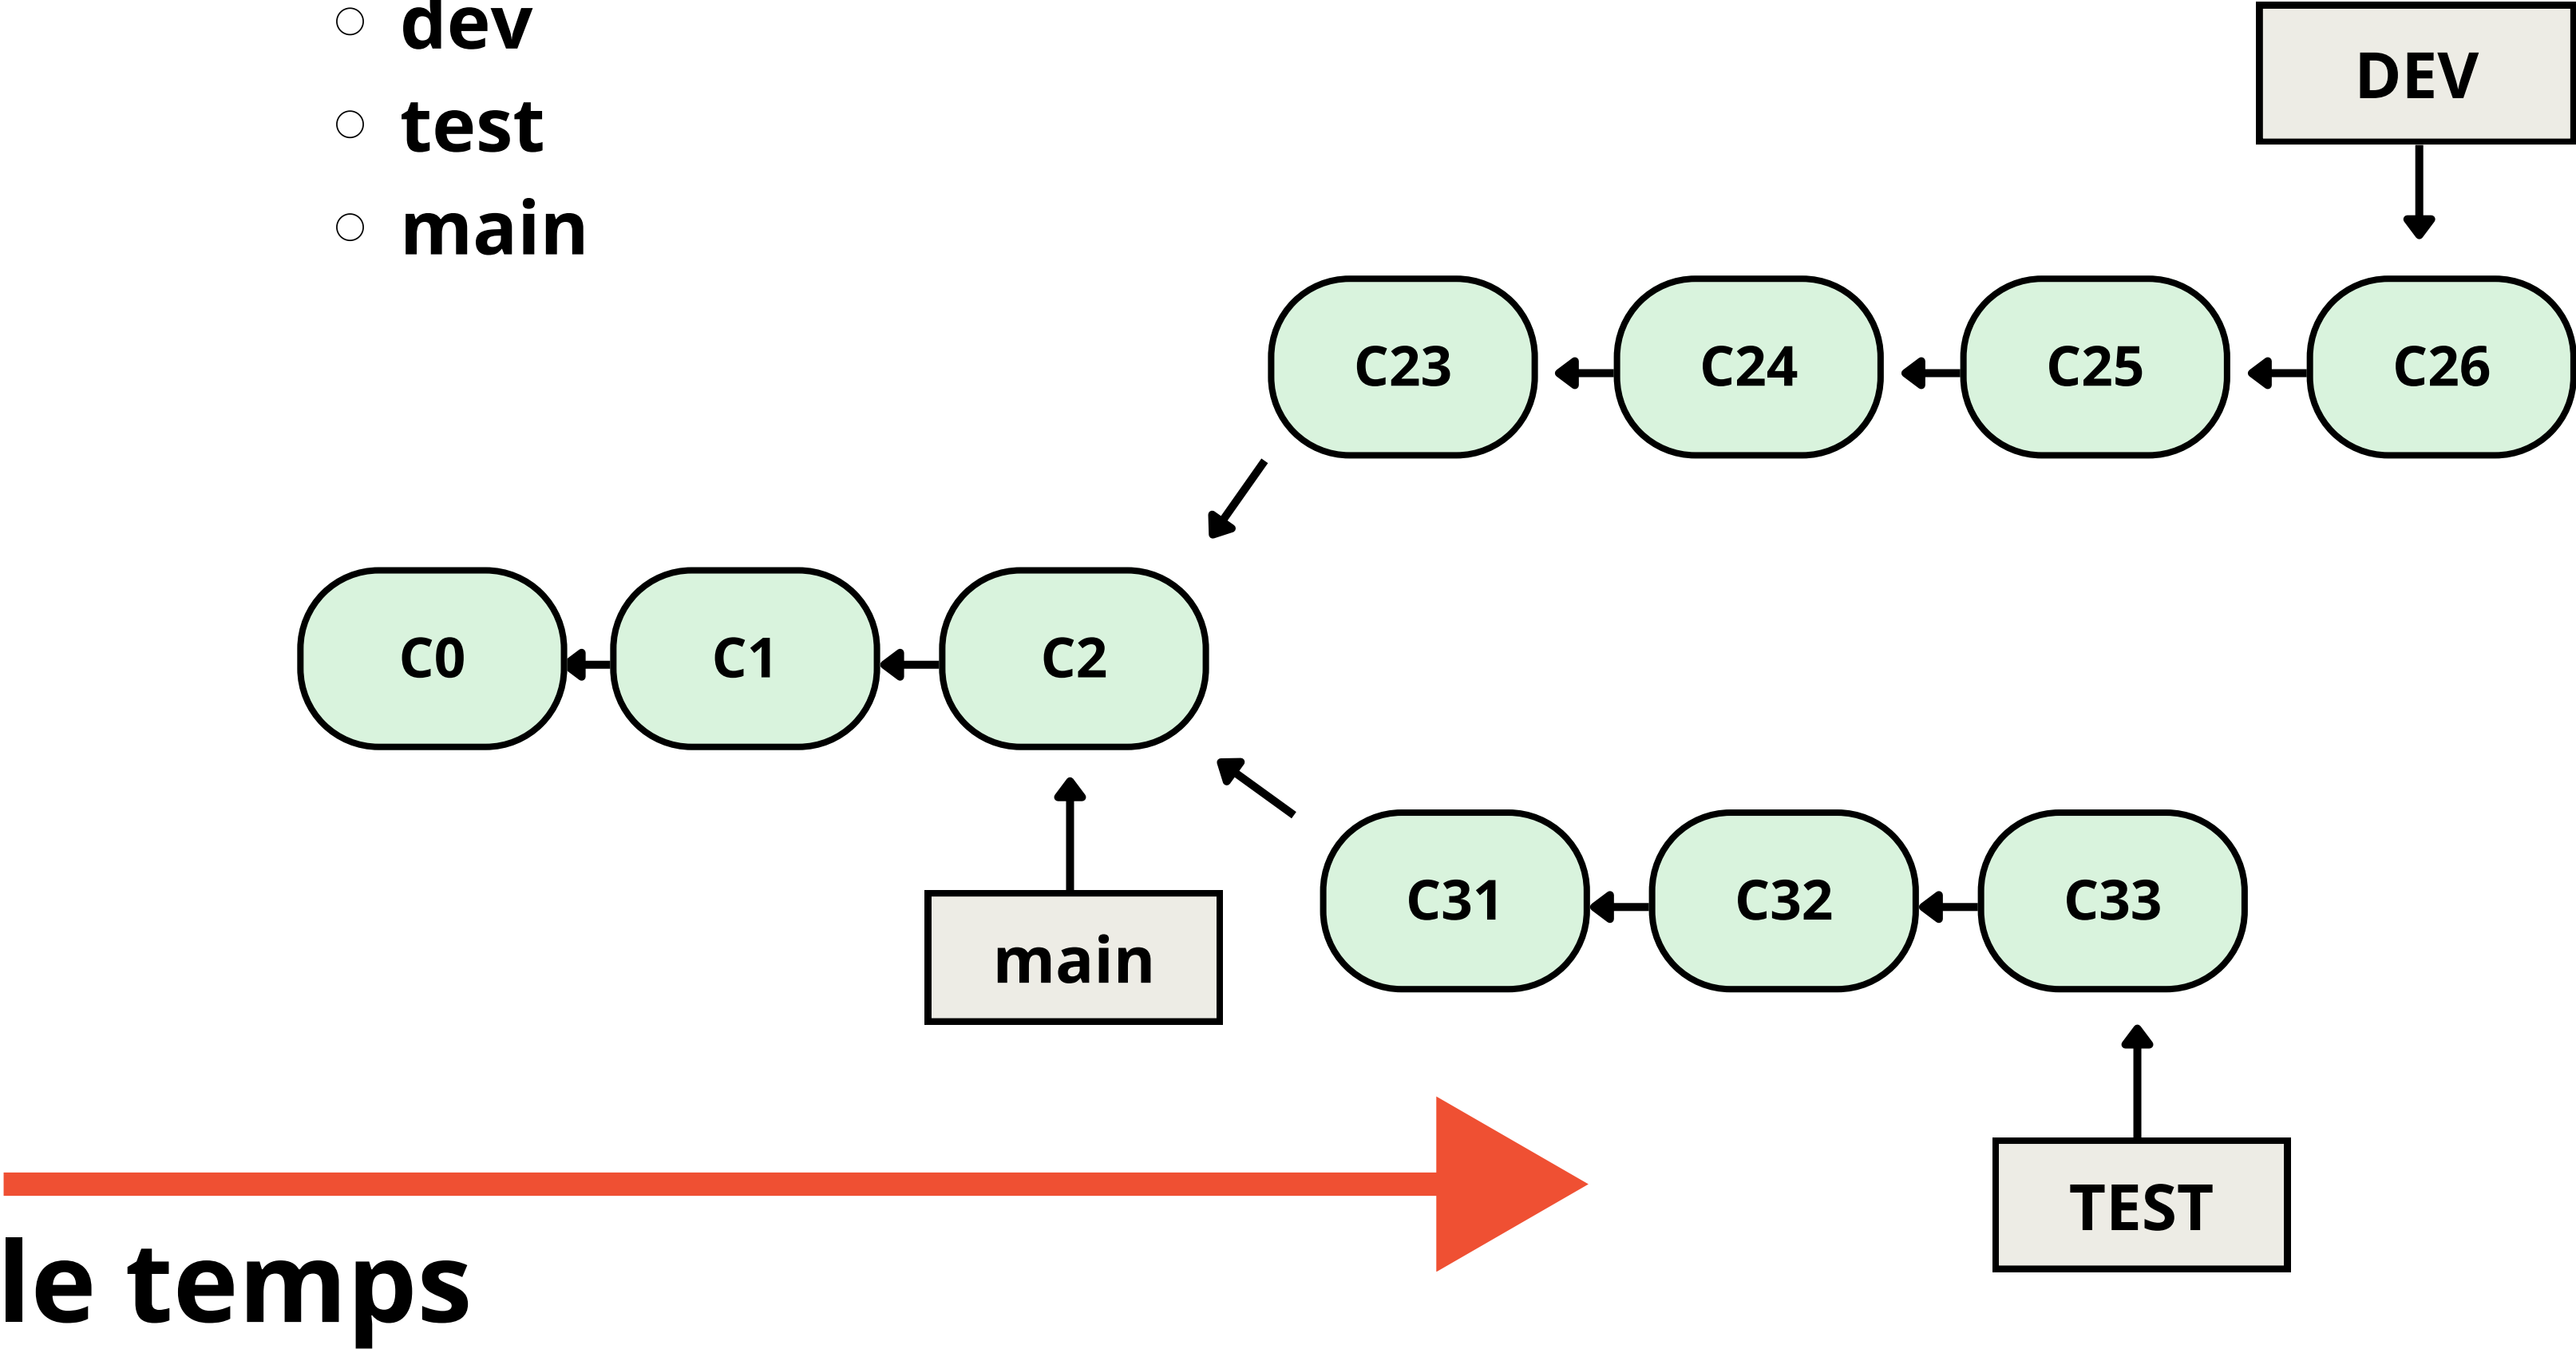 dev
test
main
DEV
C23 C24 C25 C26
C0 C1 C2
main
C31 C32 C33
TEST
le temps